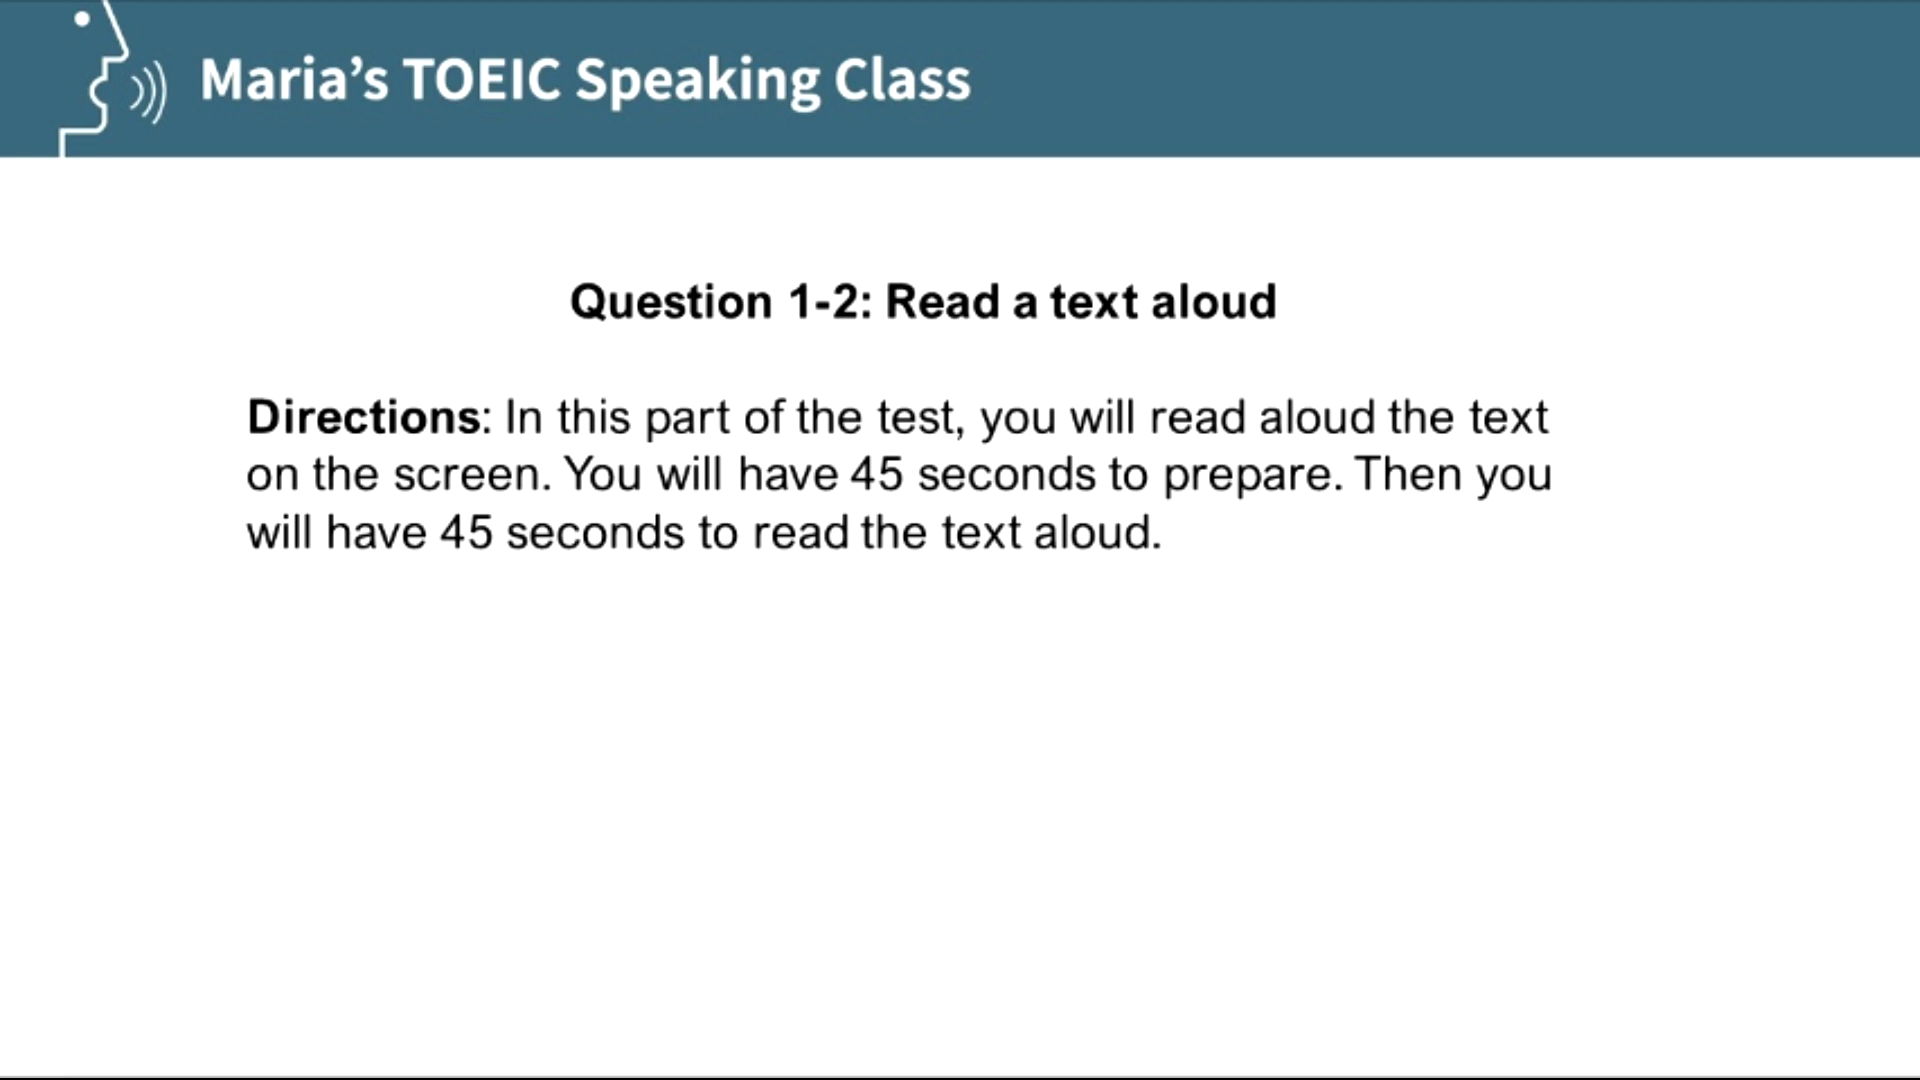 Maria’s TOEIC Speaking Class
Question 1-2: Read a text aloud
Directions: In this part of the test, you will read aloud the text
on the screen. You will have 45 seconds to prepare. Then you
will have 45 seconds to read the text aloud.